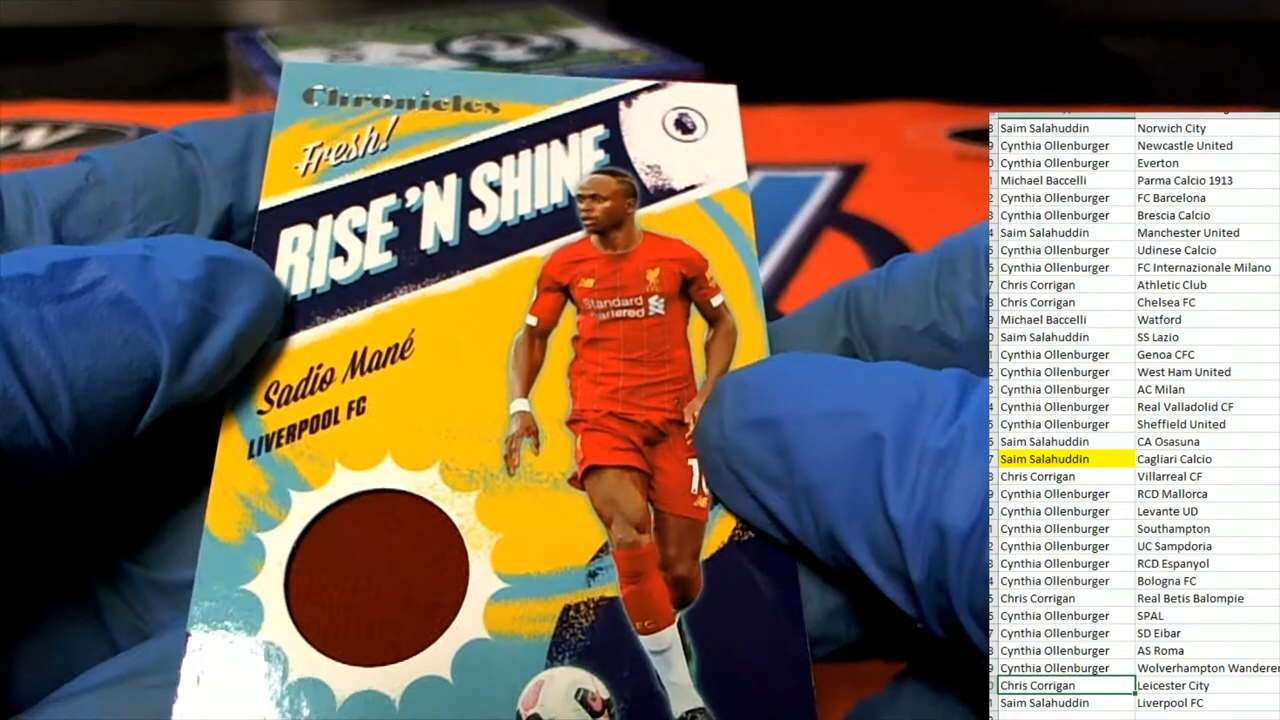 Chronicles
Fresh!
RISE 'N SHINE
Standard
Chartered
Sadio Mané
LIVERPOOL FC
Saim Salahuddin Norwich City
Cynthia Ollenburger Newcastle United
Cynthia Ollenburger Everton
Michael Baccelli Parma Calcio 1913
Cynthia Ollenburger FC Barcelona
Cynthia Ollenburger Brescia Calcio
Saim Salahuddin Manchester United
Cynthia Ollenburger Udinese Calcio
Cynthia Ollenburger FC Internazionale Milano
Chris Corrigan Athletic Club
Chris Corrigan Chelsea FC
Michael Baccelli Watford
Saim Salahuddin SS Lazio
Cynthia Ollenburger Genoa CFC
Cynthia Ollenburger West Ham United
Cynthia Ollenburger AC Milan
Cynthia Ollenburger Real Valladolid CF
Cynthia Ollenburger Sheffield United
Saim Salahuddin CA Osasuna
Saim Salahuddin Cagliari Calcio
Chris Corrigan Villarreal CF
Cynthia Ollenburger RCD Mallorca
Cynthia Ollenburger Levante UD
Cynthia Ollenburger Southampton
Cynthia Ollenburger UC Sampdoria
Cynthia Ollenburger RCD Espanyol
Cynthia Ollenburger Bologna FC
Chris Corrigan Real Betis Balompie
Cynthia Ollenburger SPAL
Cynthia Ollenburger SD Eibar
Cynthia Ollenburger AS Roma
Cynthia Ollenburger Wolverhampton Wanderer
Chris Corrigan Leicester City
Saim Salahuddin Liverpool FC